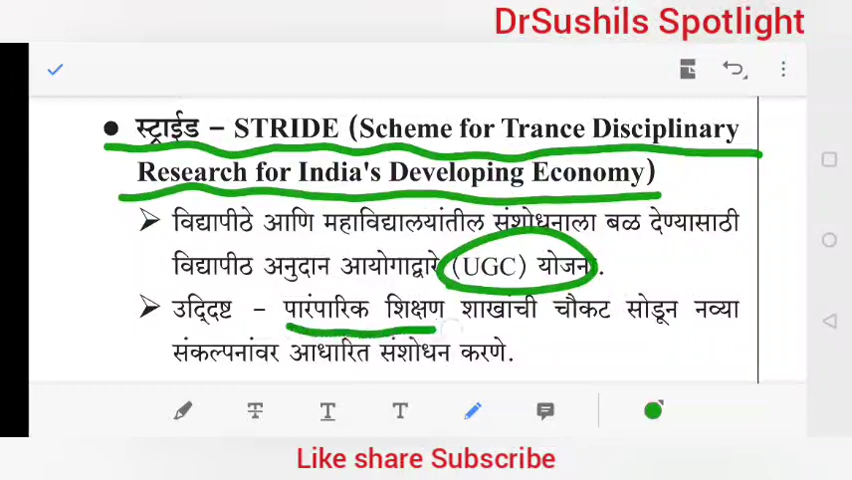 DrSushils Spotlight
● स्ट्राईड – STRIDE (Scheme for Trance Disciplinary
Research for India's Developing Economy)
➢ विद्यापीठे आणि महाविद्यालयांतील संशोधनाला बळ देण्यासाठी
विद्यापीठ अनुदान आयोगाद्वारे (UGC) योजना.
➢ उद्दिष्ट – पारंपारिक शिक्षण शाखांची चौकट सोडून नव्या
संकल्पनांवर आधारित संशोधन करणे.
Like share Subscribe